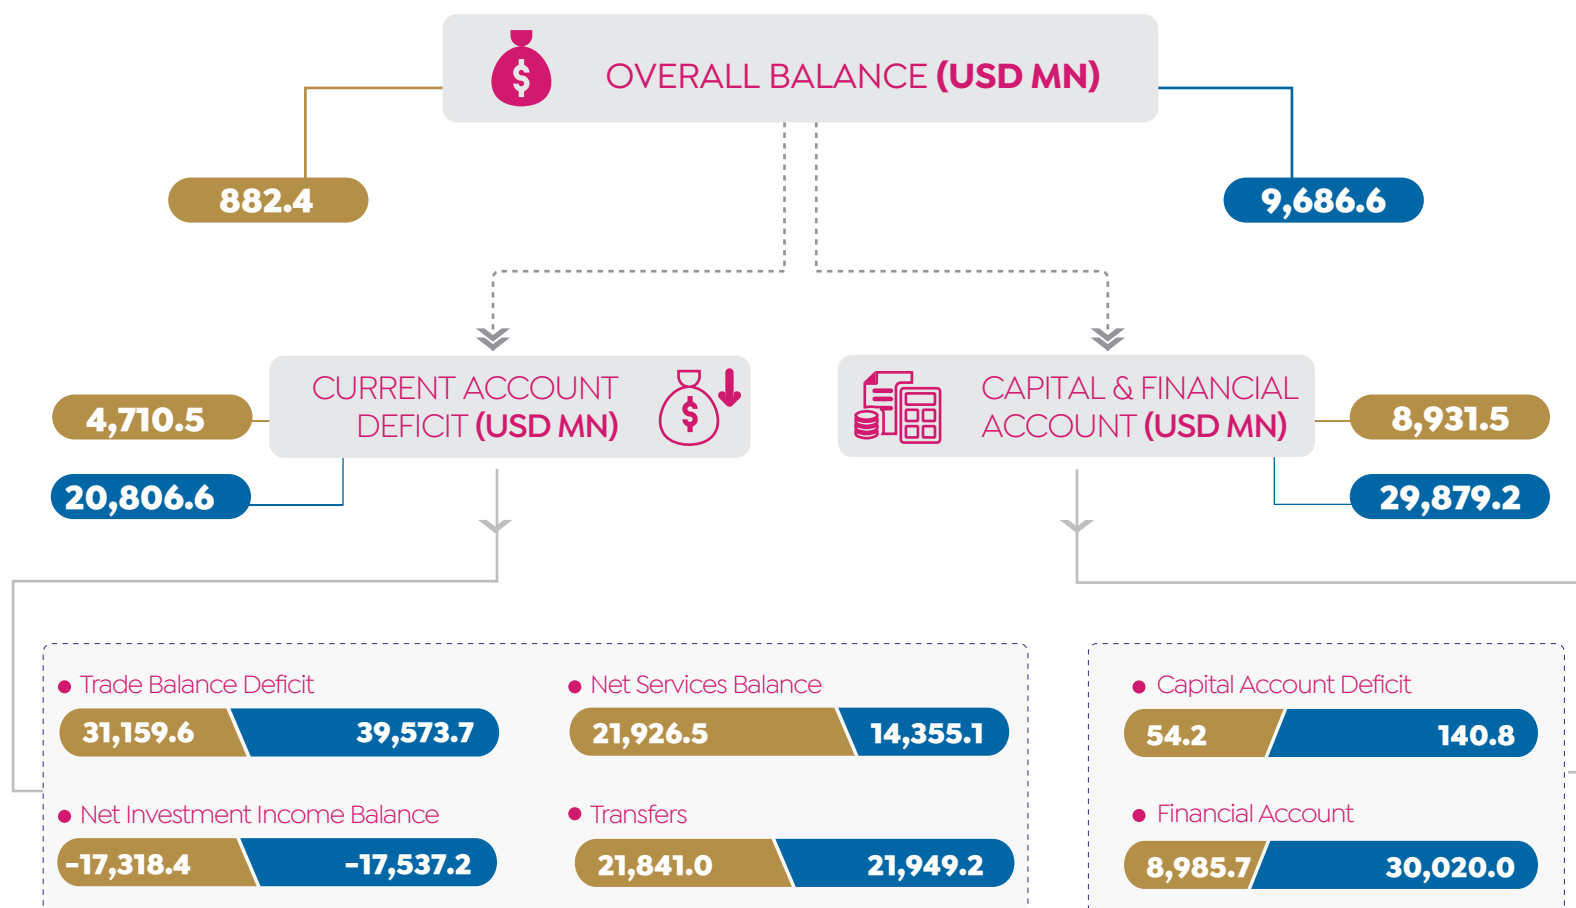 $ OVERALL BALANCE (USD MN)
882.4
9,686.6
CURRENT ACCOUNT
DEFICIT (USD MN)
$
4,710.5
20,806.6
CAPITAL & FINANCIAL
ACCOUNT (USD MN)
8,931.5
29,879.2
Trade Balance Deficit
31,159.6 39,573.7
Net Services Balance
21,926.5 14,355.1
Net Investment Income Balance
-17,318.4 -17,537.2
Transfers
21,841.0 21,949.2
Capital Account Deficit
54.2 140.8
Financial Account
8,985.7 30,020.0